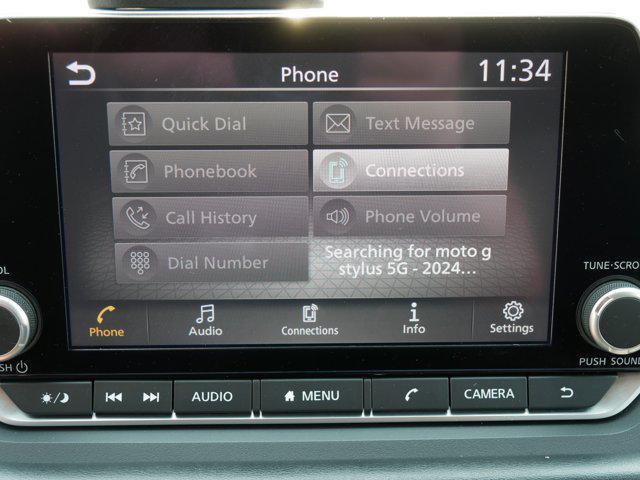 Phone
11:34
Quick Dial
Text Message
Phonebook
Connections
Call History
Phone Volume
Dial Number
Searching for moto g
stylus 5G - 2024...
Phone
Audio
Connections
i
Info
Settings
TUNE·SCRO
PUSH SOUN
AUDIO
MENU
CAMERA